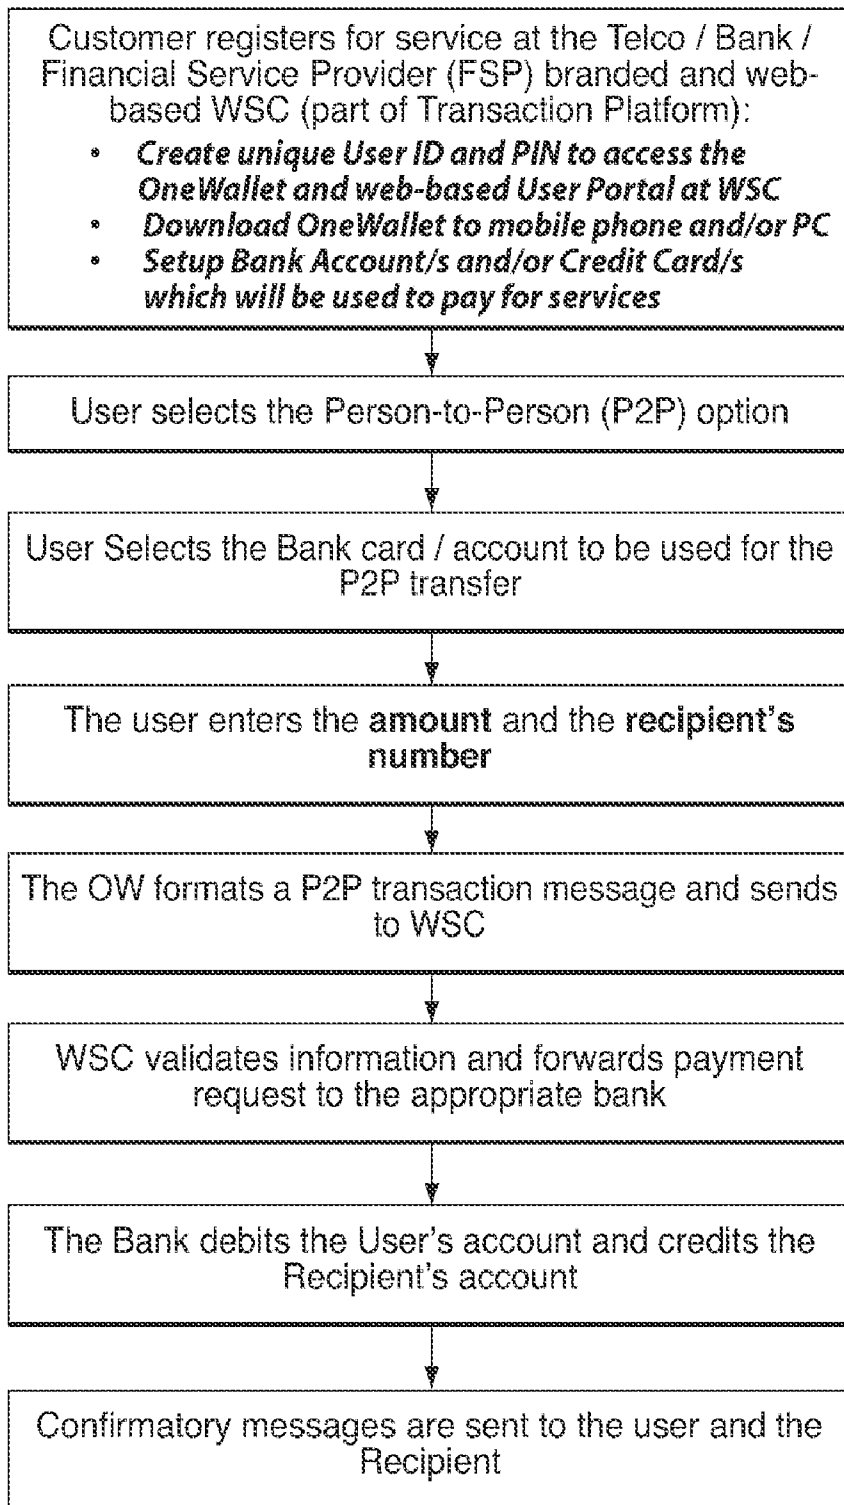 Customer registers for service at the Telco / Bank /
Financial Service Provider (FSP) branded and web-
based WSC (part of Transaction Platform):
• Create unique User ID and PIN to access the
OneWallet and web-based User Portal at WSC
• Download OneWallet to mobile phone and/or PC
• Setup Bank Account/s and/or Credit Card/s
which will be used to pay for services
User selects the Person-to-Person (P2P) option
User Selects the Bank card / account to be used for the
P2P transfer
The user enters the amount and the recipient's
number
The OW formats a P2P transaction message and sends
to WSC
WSC validates information and forwards payment
request to the appropriate bank
The Bank debits the User's account and credits the
Recipient's account
Confirmatory messages are sent to the user and the
Recipient